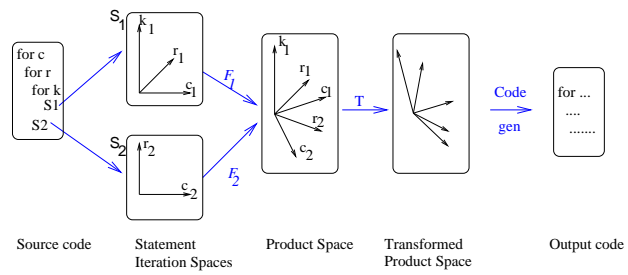 for c
for r
for k
S1
S2
S1
k1
r1
c1
S2
r2
c2
F1
F2
k1
r1
c1
r2
c2
T
Code
gen
for ...
....
.......
Source code
Statement
Iteration Spaces
Product Space
Transformed
Product Space
Output code